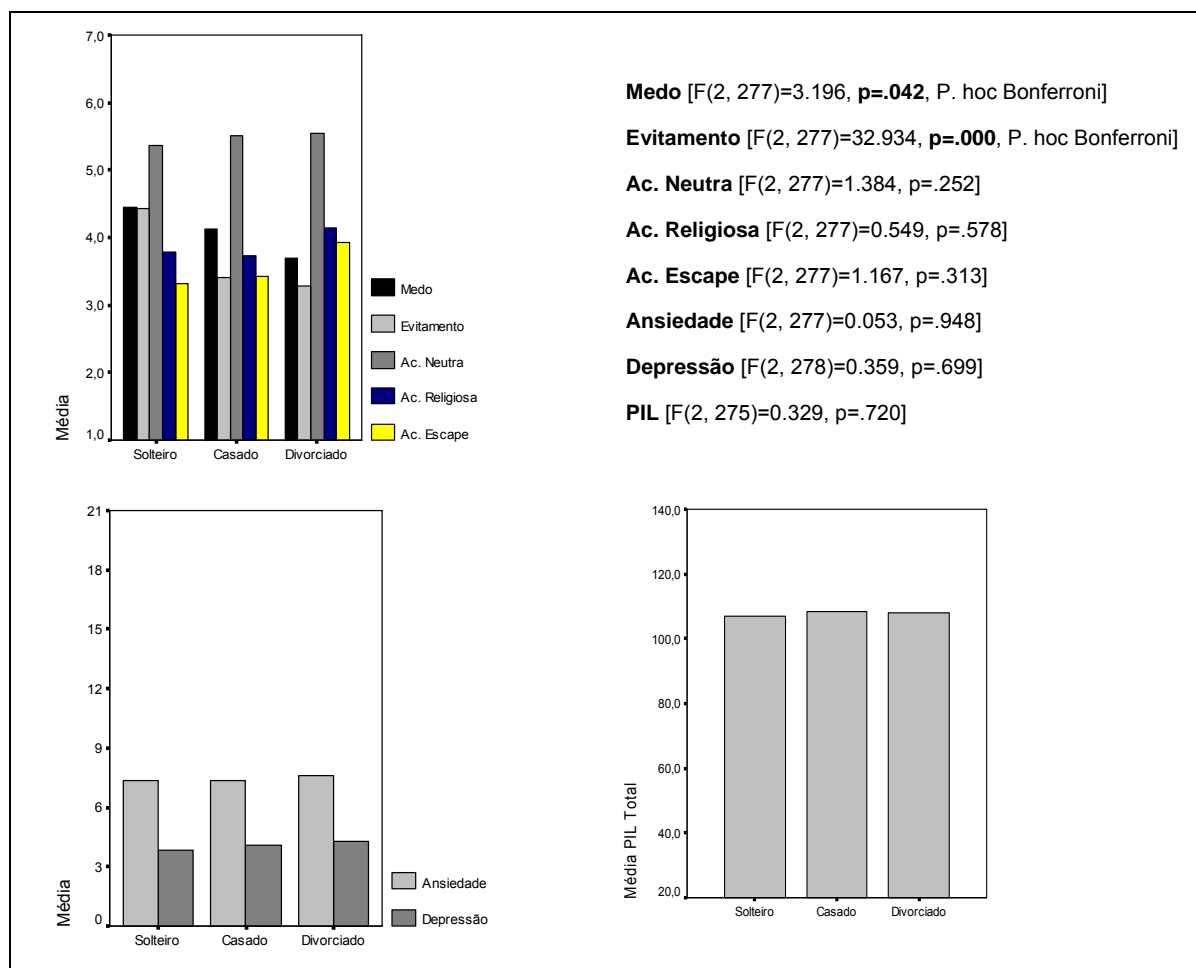 7,0
6,0
5,0
4,0
3,0
2,0
1,0
Média
Solteiro
Casado
Divorciado
Medo
Evitamento
Ac. Neutra
Ac. Religiosa
Ac. Escape
Medo [F(2, 277)=3.196, p=.042, P. hoc Bonferroni]
Evitamento [F(2, 277)=32.934, p=.000, P. hoc Bonferroni]
Ac. Neutra [F(2, 277)=1.384, p=.252]
Ac. Religiosa [F(2, 277)=0.549, p=.578]
Ac. Escape [F(2, 277)=1.167, p=.313]
Ansiedade [F(2, 277)=0.053, p=.948]
Depressão [F(2, 278)=0.359, p=.699]
PIL [F(2, 275)=0.329, p=.720]
21
18
15
12
9
6
3
0
Média
Solteiro
Casado
Divorciado
Ansiedade
Depressão
140,0
120,0
100,0
80,0
60,0
40,0
20,0
Média PIL Total
Solteiro
Casado
Divorciado